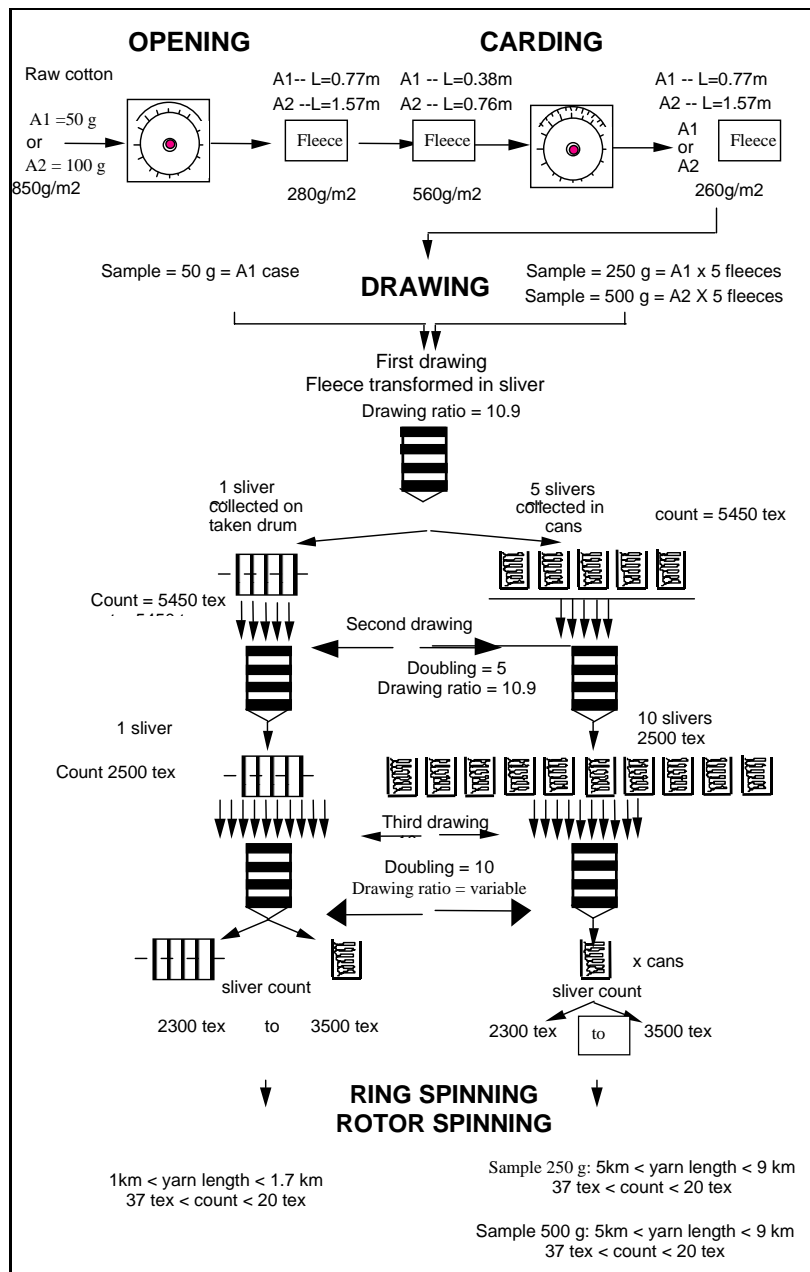 OPENING
CARDING
Raw cotton
A1 =50 g
or
A2 = 100 g
850g/m2
A1-- L=0.77m
A2 --L=1.57m
Fleece
280g/m2
A1 -- L=0.38m
A2 -- L=0.76m
Fleece
560g/m2
A1 -- L=0.77m
A2 -- L=1.57m
A1
or
A2
Fleece
260g/m2
Sample = 50 g = A1 case
DRAWING
Sample = 250 g = A1 x 5 fleeces
Sample = 500 g = A2 X 5 fleeces
First drawing
Fleece transformed in sliver
Drawing ratio = 10.9
1 sliver
collected on
taken drum
5 slivers
collected in
cans
count = 5450 tex
Count = 5450 tex
Second drawing
Doubling = 5
Drawing ratio = 10.9
1 sliver
Count 2500 tex
10 slivers
2500 tex
Third drawing
Doubling = 10
Drawing ratio = variable
sliver count
2300 tex to 3500 tex
x cans
sliver count
2300 tex to 3500 tex
RING SPINNING
ROTOR SPINNING
1km < yarn length < 1.7 km
37 tex < count < 20 tex
Sample 250 g: 5km < yarn length < 9 km
37 tex < count < 20 tex
Sample 500 g: 5km < yarn length < 9 km
37 tex < count < 20 tex